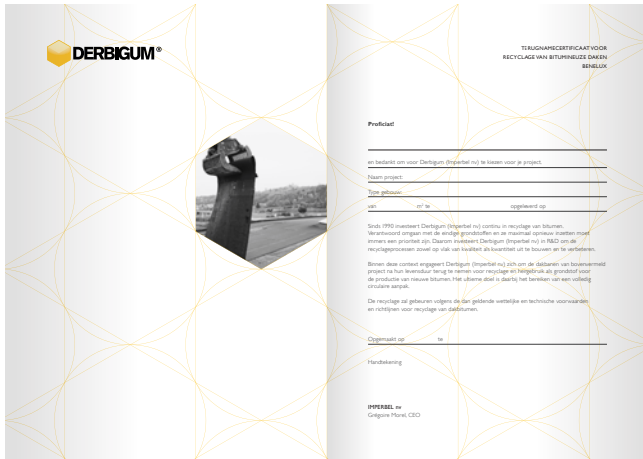 DERBIGUM®
TERUGNAMECERTIFICAAT VOOR
RECYCLAGE VAN BITUMINEUZE DAKEN
BENELUX
Proficiat!
en bedankt om voor Derbigum (Imperbel nv) te kiezen voor je project.
Naam project:
Type gebouw:
van m² te opgeleverd op
Sinds 1990 investeert Derbigum (Imperbel nv) continu in recyclage van bitumen.
Verantwoord omgaan met de eindige grondstoffen en ze maximaal opnieuw inzetten moet
immers een prioriteit zijn. Daarom investeert Derbigum (Imperbel nv) in R&D om de
recyclageprocessen zowel op vlak van kwaliteit als kwantiteit uit te bouwen en te verbeteren.
Binnen deze context engageert Derbigum (Imperbel nv) zich om de dakbanen van bovenvermeld
project na hun levensduur terug te nemen voor recyclage en hergebruik als grondstof voor
de productie van nieuwe bitumen. Het ultieme doel is daarbij het bereiken van een volledig
circulaire aanpak.
De recyclage zal gebeuren volgens de dan geldende wettelijke en technische voorwaarden
en richtlijnen voor recyclage van dakbitumen.
Opgemaakt op te
Handtekening
IMPERBEL nv
Grégoire Morel, CEO